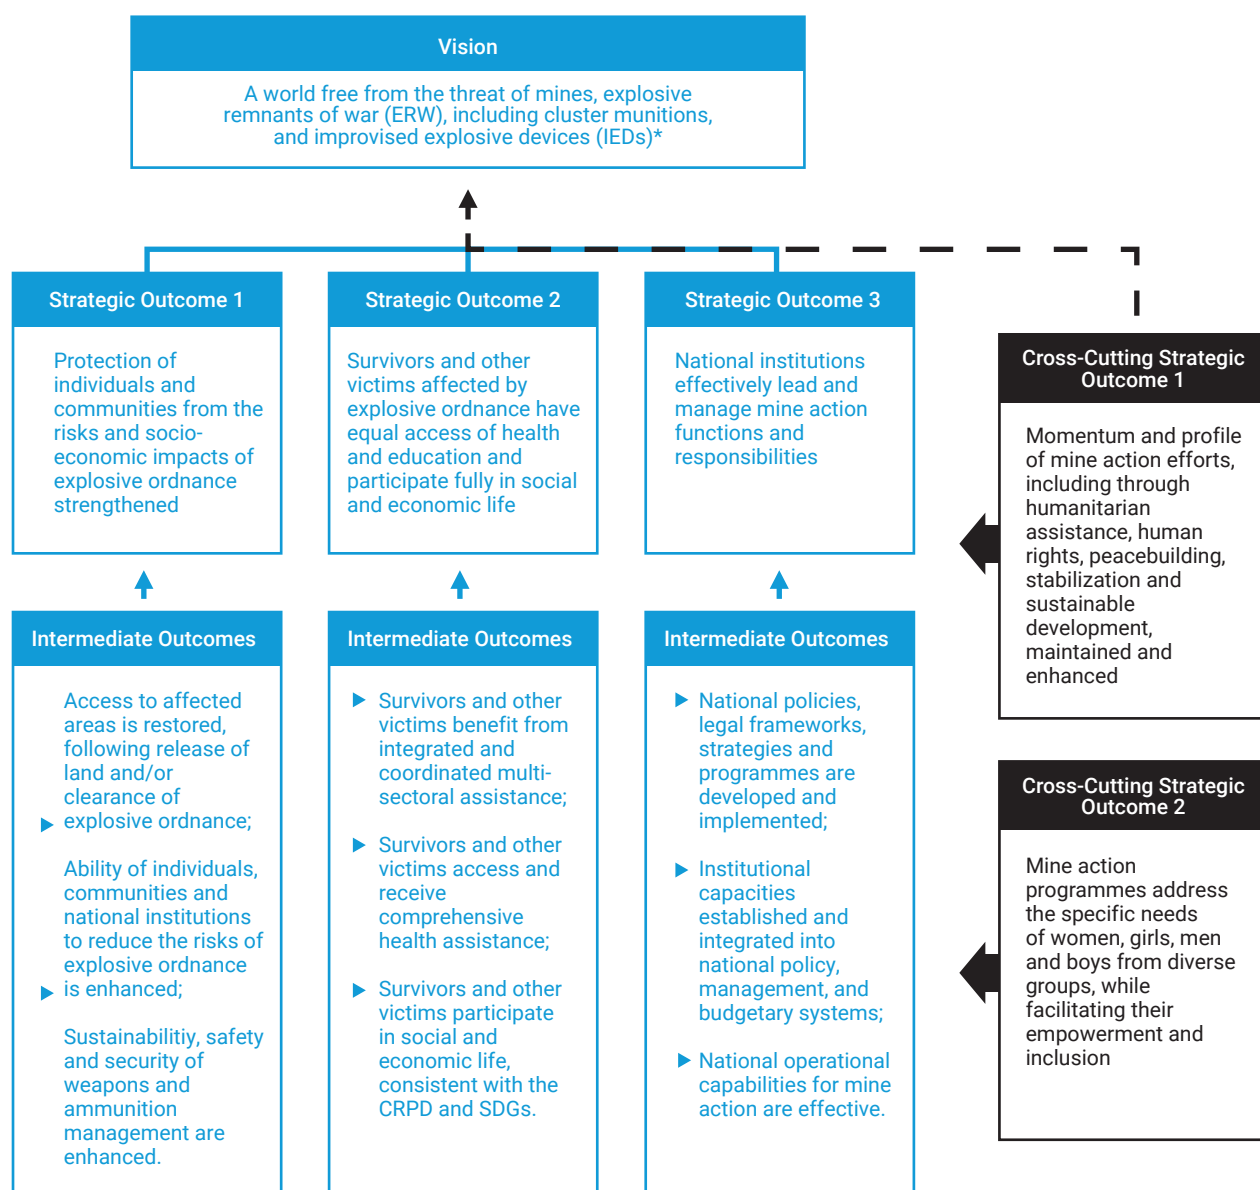 Vision
A world free from the threat of mines, explosive
remnants of war (ERW), including cluster munitions,
and improvised explosive devices (IEDs)*
Strategic Outcome 1
Protection of
individuals and
communities from the
risks and socio-
economic impacts of
explosive ordnance
strengthened
Strategic Outcome 2
Survivors and other
victims affected by
explosive ordnance have
equal access of health
and education and
participate fully in social
and economic life
Strategic Outcome 3
National institutions
effectively lead and
manage mine action
functions and
responsibilities
Cross-Cutting Strategic
Outcome 1
Momentum and profile
of mine action efforts,
including through
humanitarian
assistance, human
rights, peacebuilding,
stabilization and
sustainable
development,
maintained and
enhanced
Intermediate Outcomes
Access to affected
areas is restored,
following release of
land and/or
clearance of
explosive ordnance;
Ability of individuals,
communities and
national institutions
to reduce the risks of
explosive ordnance
is enhanced;
Sustainabilitiy, safety
and security of
weapons and
ammunition
management are
enhanced.
Intermediate Outcomes
Survivors and other
victims benefit from
integrated and
coordinated multi-
sectoral assistance;
Survivors and other
victims access and
receive
comprehensive
health assistance;
Survivors and other
victims participate
in social and
economic life,
consistent with the
CRPD and SDGs.
Intermediate Outcomes
National policies,
legal frameworks,
strategies and
programmes are
developed and
implemented;
Institutional
capacities
established and
integrated into
national policy,
management, and
budgetary systems;
National operational
capabilities for mine
action are effective.
Cross-Cutting Strategic
Outcome 2
Mine action
programmes address
the specific needs
of women, girls, men
and boys from diverse
groups, while
facilitating their
empowerment and
inclusion